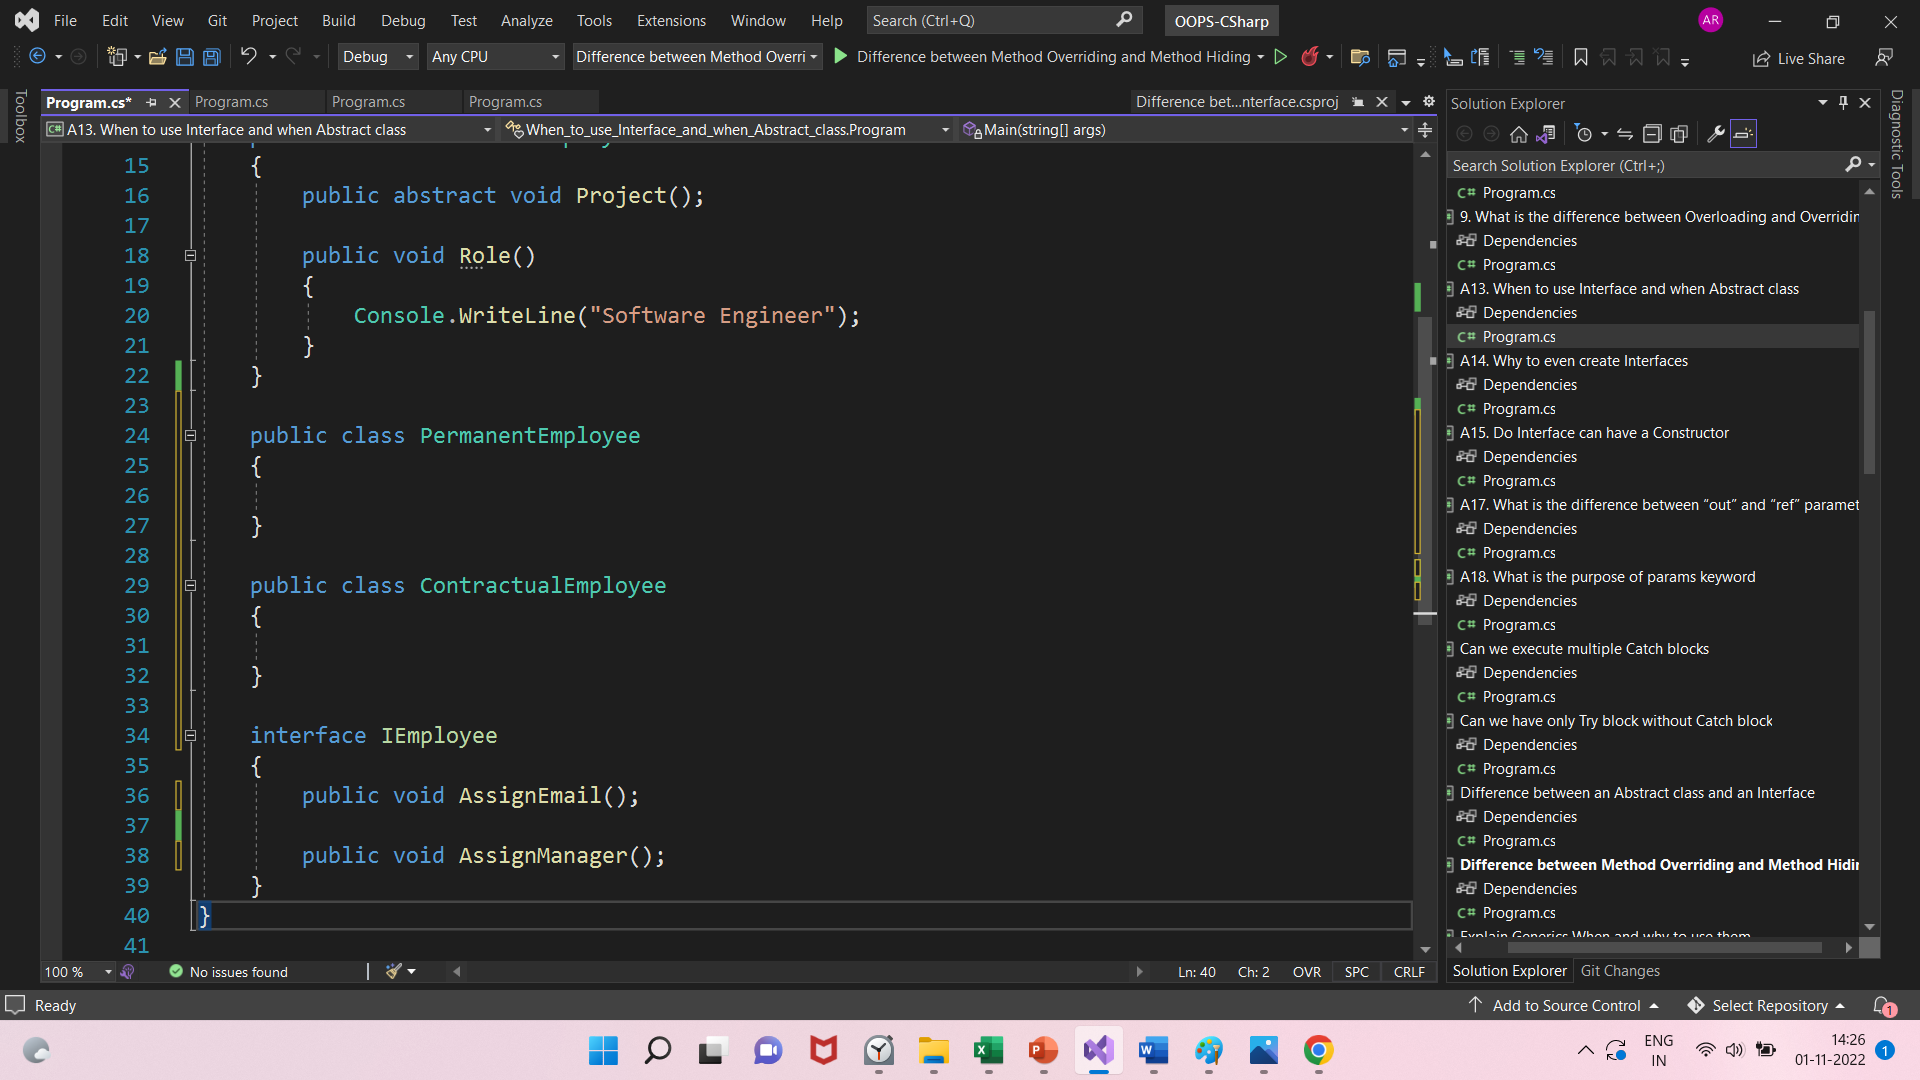 File Edit View Git Project Build Debug Test Analyze Tools Extensions Window Help Search (Ctrl+Q) OOPS-CSharp AR
Debug Any CPU Difference between Method Overri Difference between Method Overriding and Method Hiding Live Share
Toolbox
Program.cs* Program.cs Program.cs Program.cs Difference bet...nterface.csproj
A13. When to use Interface and when Abstract class When_to_use_Interface_and_when_Abstract_class.Program Main(string[] args)
15 {
16 public abstract void Project();
17
18 public void Role()
19 {
20 Console.WriteLine("Software Engineer");
21 }
22 }
23
24 public class PermanentEmployee
25 {
26
27 }
28
29 public class ContractualEmployee
30 {
31
32 }
33
34 interface IEmployee
35 {
36 public void AssignEmail();
37
38 public void AssignManager();
39 }
40 }
41
100 % No issues found Ln: 40 Ch: 2 OVR SPC CRLF
Solution Explorer
Search Solution Explorer (Ctrl+;)
C# Program.cs
9. What is the difference between Overloading and Overridin
Dependencies
C# Program.cs
A13. When to use Interface and when Abstract class
Dependencies
C# Program.cs
A14. Why to even create Interfaces
Dependencies
C# Program.cs
A15. Do Interface can have a Constructor
Dependencies
C# Program.cs
A17. What is the difference between “out” and “ref” paramet
Dependencies
C# Program.cs
A18. What is the purpose of params keyword
Dependencies
C# Program.cs
Can we execute multiple Catch blocks
Dependencies
C# Program.cs
Can we have only Try block without Catch block
Dependencies
C# Program.cs
Difference between an Abstract class and an Interface
Dependencies
C# Program.cs
Difference between Method Overriding and Method Hidin
Dependencies
C# Program.cs
Explain Generics When and why to use them
Solution Explorer Git Changes
Diagnostic Tools
Ready Add to Source Control Select Repository 1
ENG
IN
14:26
01-11-2022
1